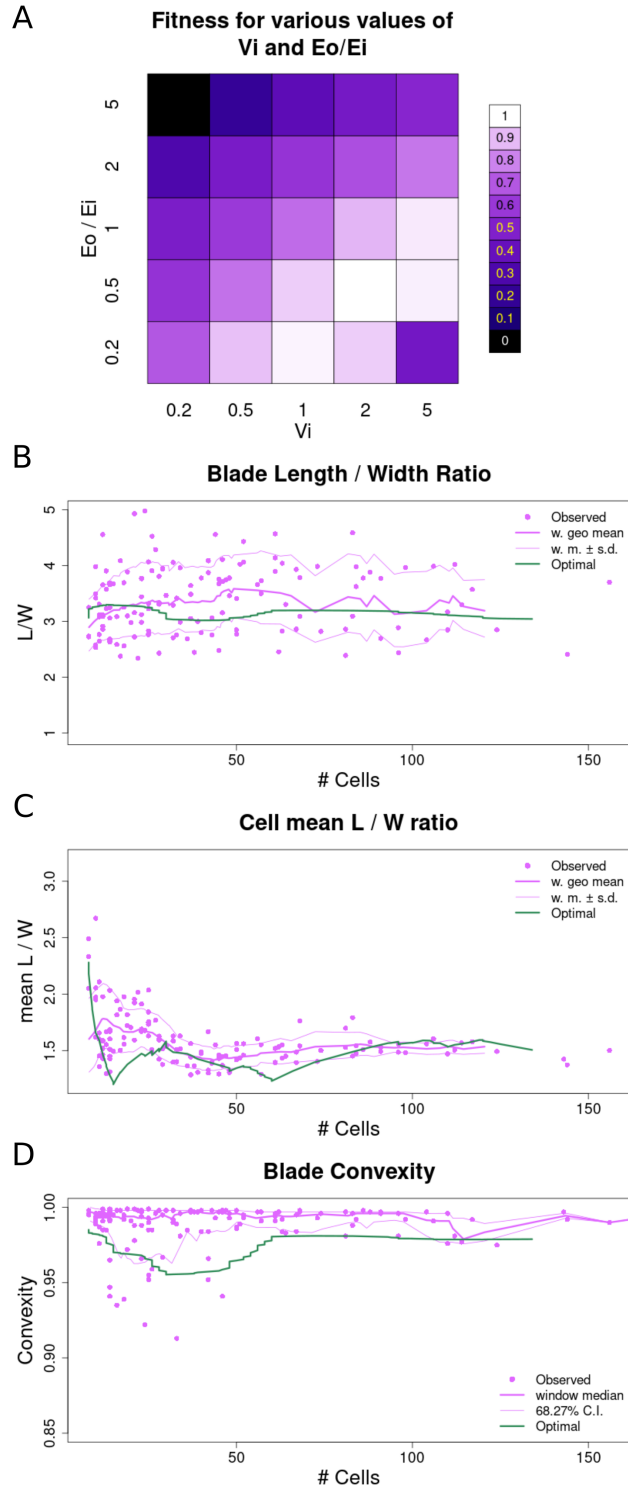 A
Fitness for various values of
Vi and Eo/Ei
5
2
1
0.5
0.2
Eo / Ei
0.2 0.5 1 2 5
Vi
1
0.9
0.8
0.7
0.6
0.5
0.4
0.3
0.2
0.1
0
B
Blade Length / Width Ratio
5
4
3
2
1
L/W
Observed
w. geo mean
w. m. ± s.d.
Optimal
50 100 150
# Cells
C
Cell mean L / W ratio
3.0
2.5
2.0
1.5
mean L / W
Observed
w. geo mean
w. m. ± s.d.
Optimal
50 100 150
# Cells
D
Blade Convexity
1.00
0.95
0.90
0.85
Convexity
Observed
window median
68.27% C.I.
Optimal
50 100 150
# Cells